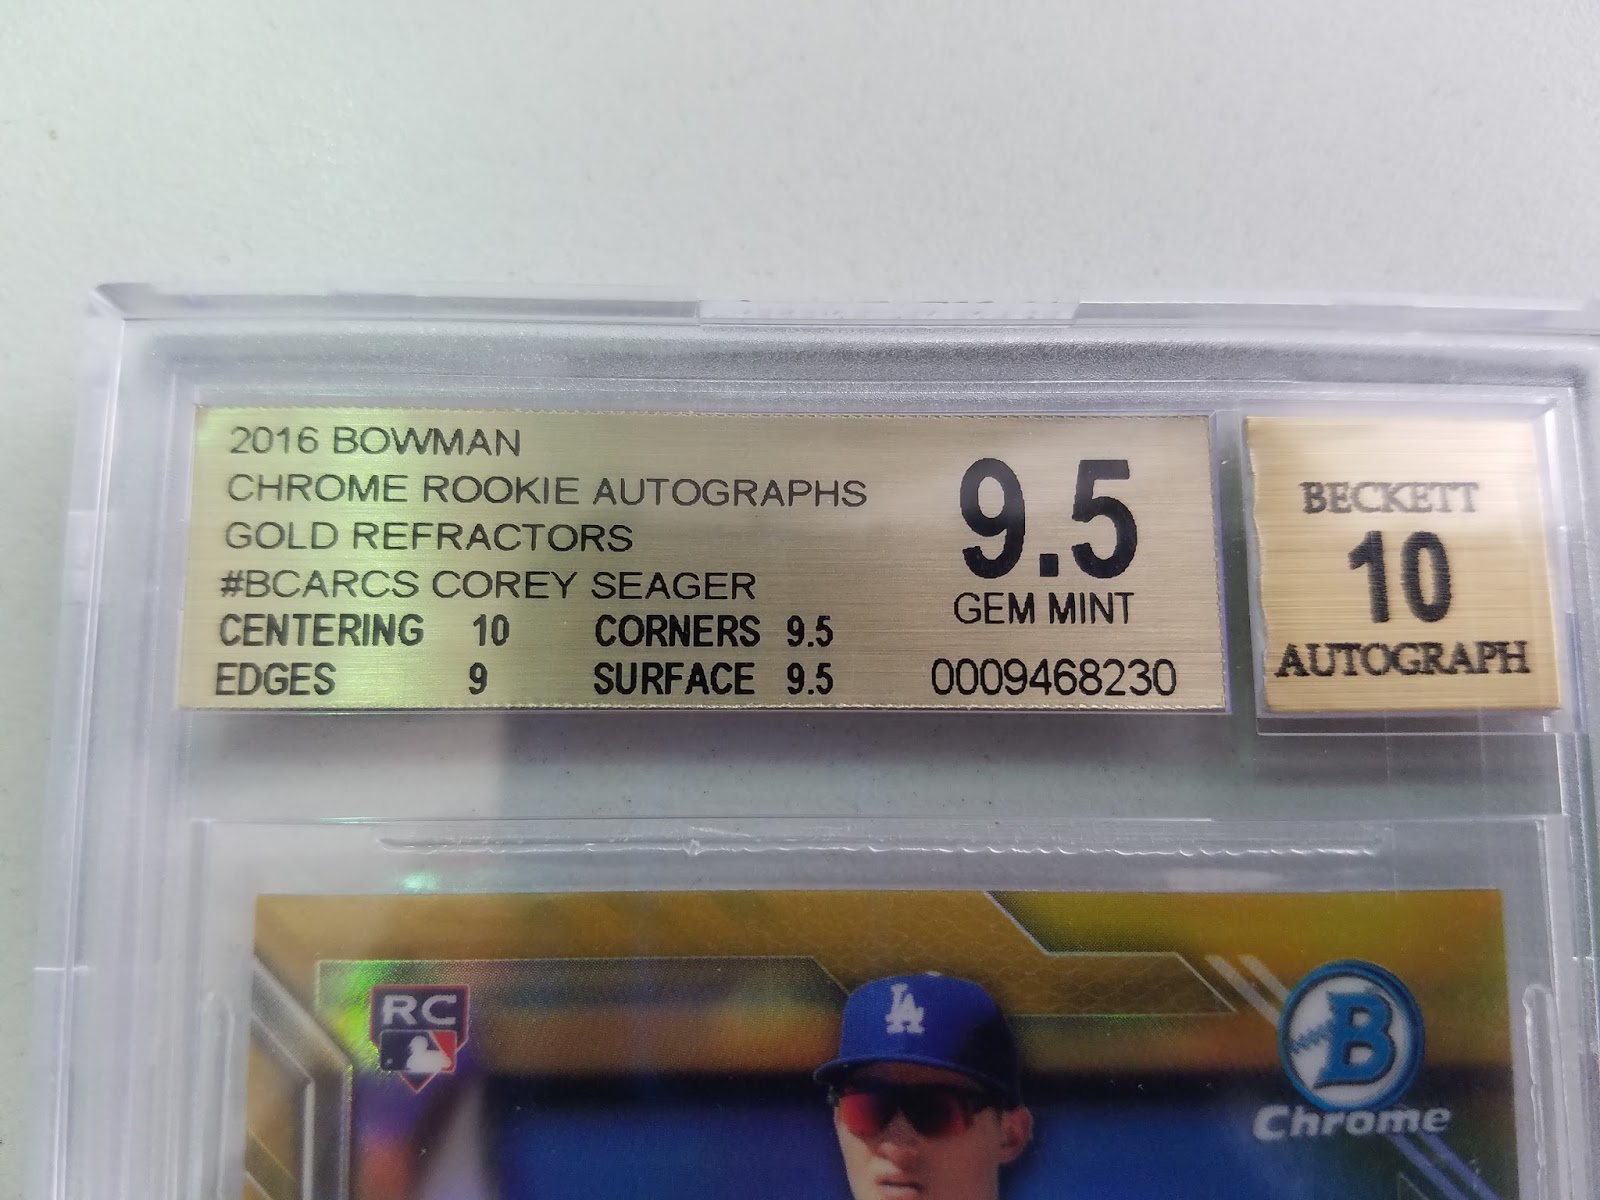 2016 BOWMAN
CHROME ROOKIE AUTOGRAPHS
GOLD REFRACTORS
#BCARCS COREY SEAGER
CENTERING 10 CORNERS 9.5
EDGES 9 SURFACE 9.5
9.5
GEM MINT
0009468230
BECKETT
10
AUTOGRAPH
RC
LA
B
Chrome